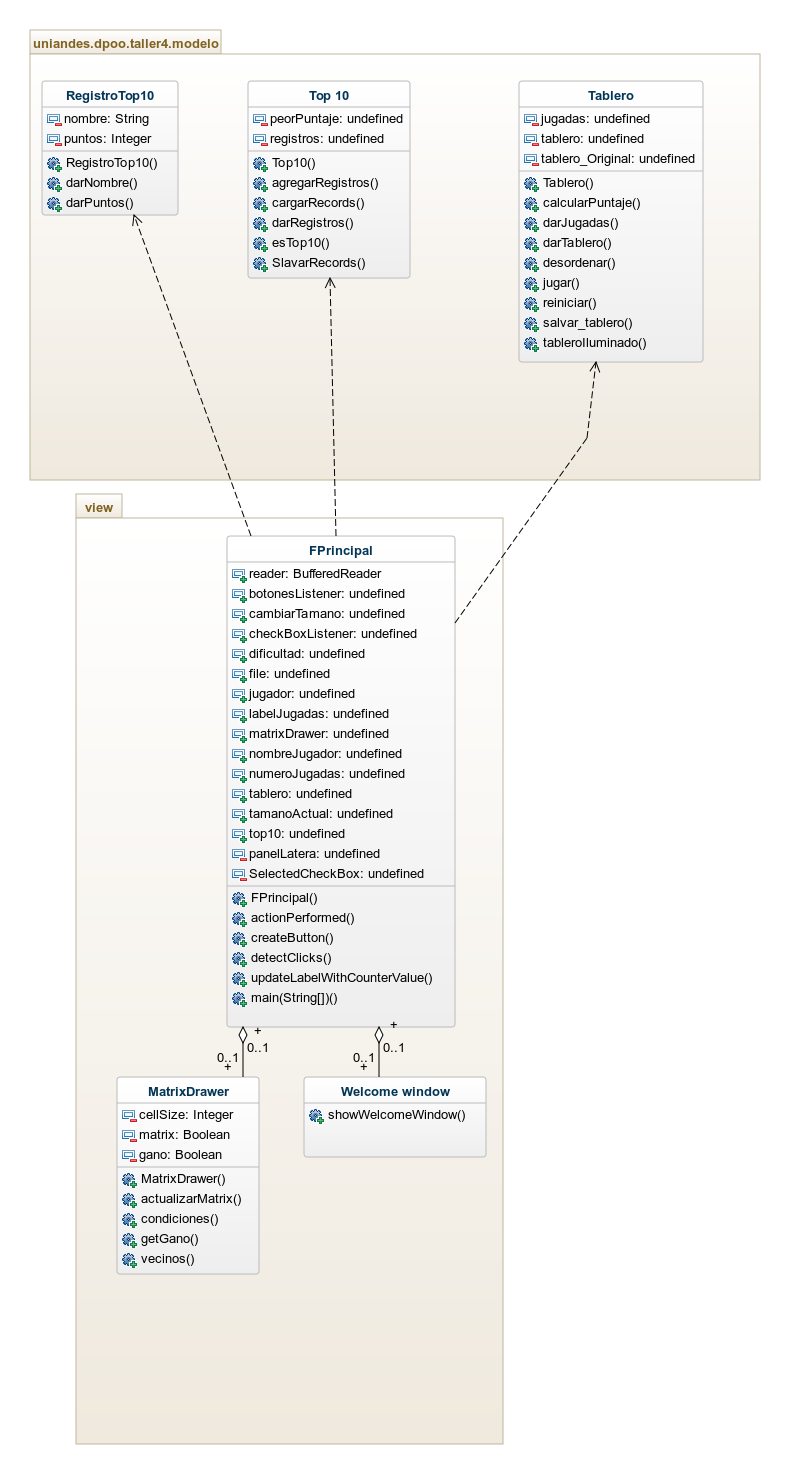 uniandes.dpoo.taller4.modelo
RegistroTop10
nombre: String
puntos: Integer
RegistroTop10()
darNombre()
darPuntos()
Top 10
peorPuntaje: undefined
registros: undefined
Top10()
agregarRegistros()
cargarRecords()
darRegistros()
esTop10()
SlavarRecords()
Tablero
jugadas: undefined
tablero: undefined
tablero_Original: undefined
Tablero()
calcularPuntaje()
darJugadas()
darTablero()
desordenar()
jugar()
reiniciar()
salvar_tablero()
tableroIluminado()
view
FPrincipal
reader: BufferedReader
botonesListener: undefined
cambiarTamano: undefined
checkBoxListener: undefined
dificultad: undefined
file: undefined
jugador: undefined
labelJugadas: undefined
matrixDrawer: undefined
nombreJugador: undefined
numeroJugadas: undefined
tablero: undefined
tamanoActual: undefined
top10: undefined
panelLatera: undefined
SelectedCheckBox: undefined
FPrincipal()
actionPerformed()
createButton()
detectClicks()
updateLabelWithCounterValue()
main(String[])()
+
0..1
0..1
+
+
0..1
0..1
+
MatrixDrawer
cellSize: Integer
matrix: Boolean
gano: Boolean
MatrixDrawer()
actualizarMatrix()
condiciones()
getGano()
vecinos()
Welcome window
showWelcomeWindow()